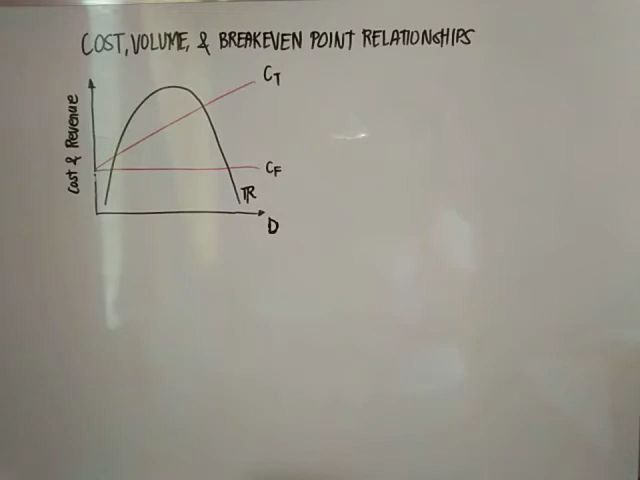 COST, VOLUME, & BREAKEVEN POINT RELATIONSHIPS
CT
Cost & Revenue
CF
TR
D